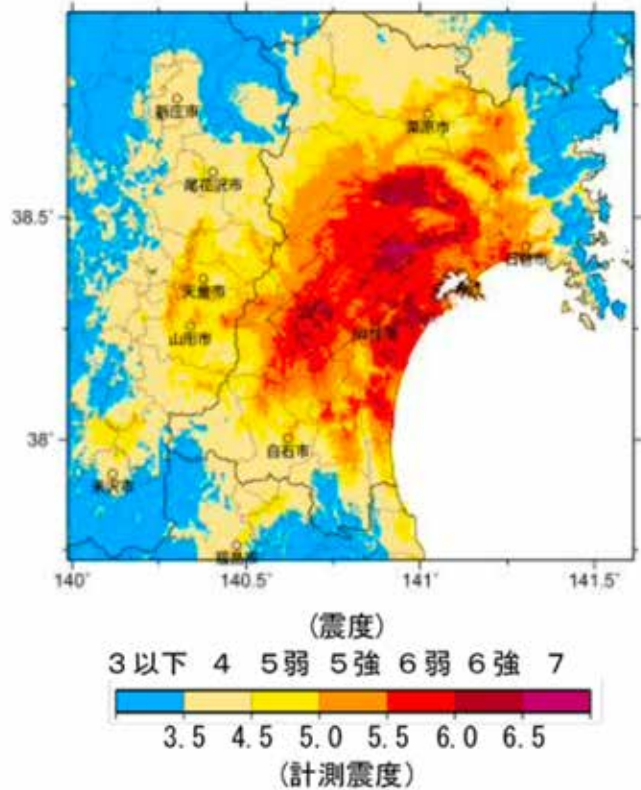 新庄市
栗原市
尾花沢市
38.5°
石巻市
天童市
山形市
仙台市
38°
白石市
米沢市
福島市
140°
140.5°
141°
141.5°
(震度)
3以下 4 5弱 5強 6弱 6強 7
3.5 4.5 5.0 5.5 6.0 6.5
(計測震度)